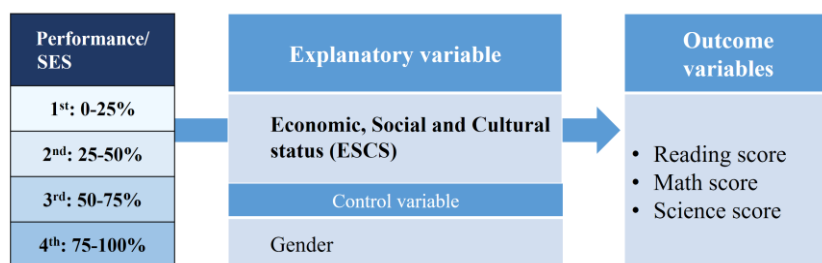 Performance/
SES
1st: 0-25%
2nd: 25-50%
3rd: 50-75%
4th: 75-100%
Explanatory variable
Economic, Social and Cultural
status (ESCS)
Control variable
Gender
Outcome
variables
• Reading score
• Math score
• Science score